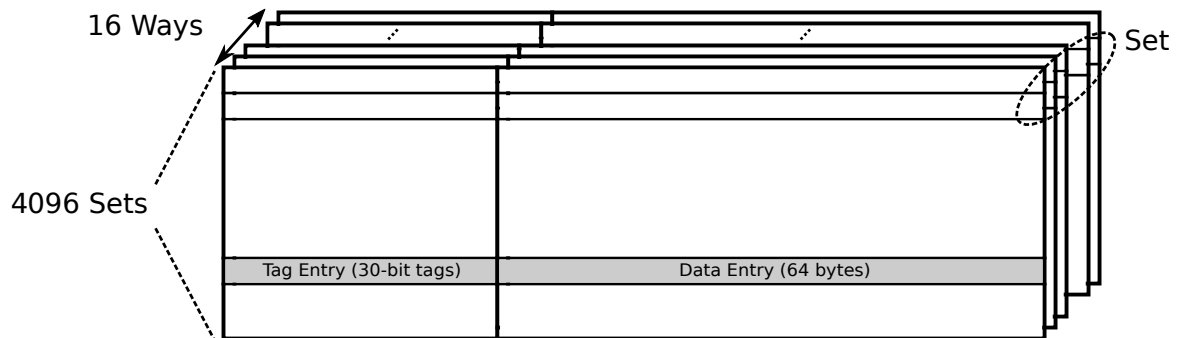 16 Ways
Set
4096 Sets
Tag Entry (30-bit tags)
Data Entry (64 bytes)